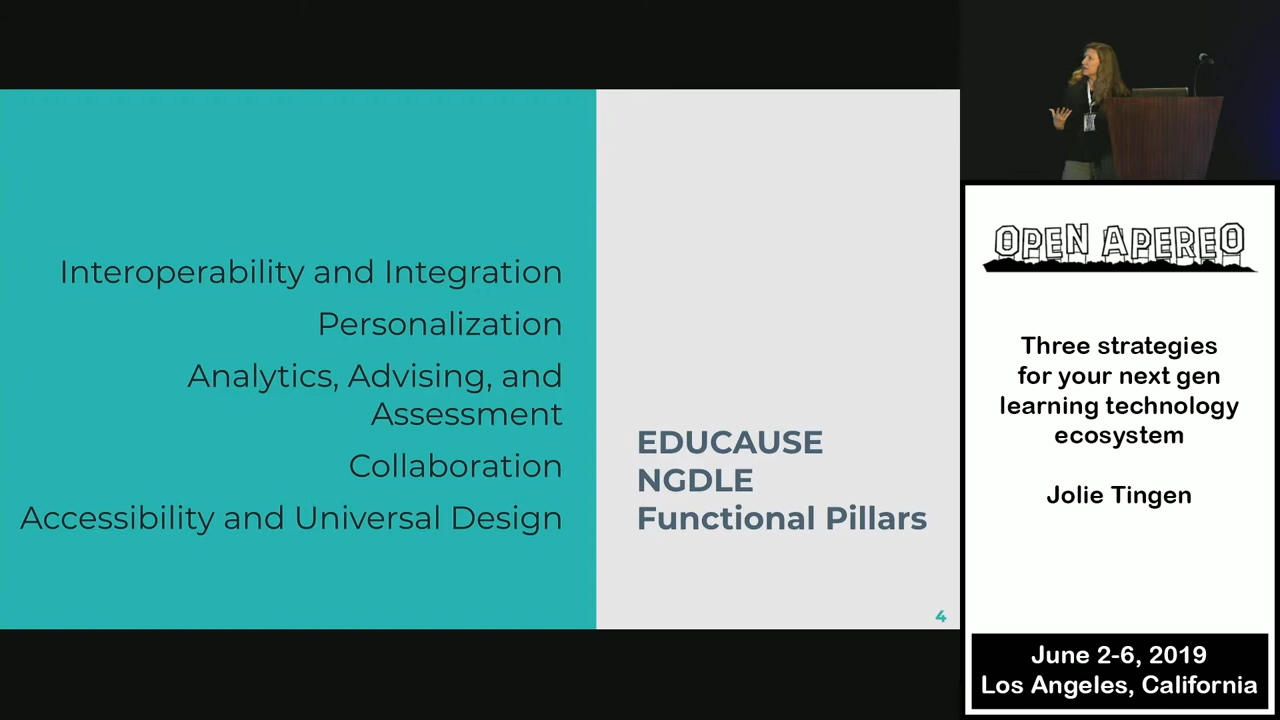 Interoperability and Integration
Personalization
Analytics, Advising, and
Assessment
Collaboration
Accessibility and Universal Design
EDUCAUSE
NGDLE
Functional Pillars
4
OPEN APEREO
Three strategies
for your next gen
learning technology
ecosystem
Jolie Tingen
June 2-6, 2019
Los Angeles, California